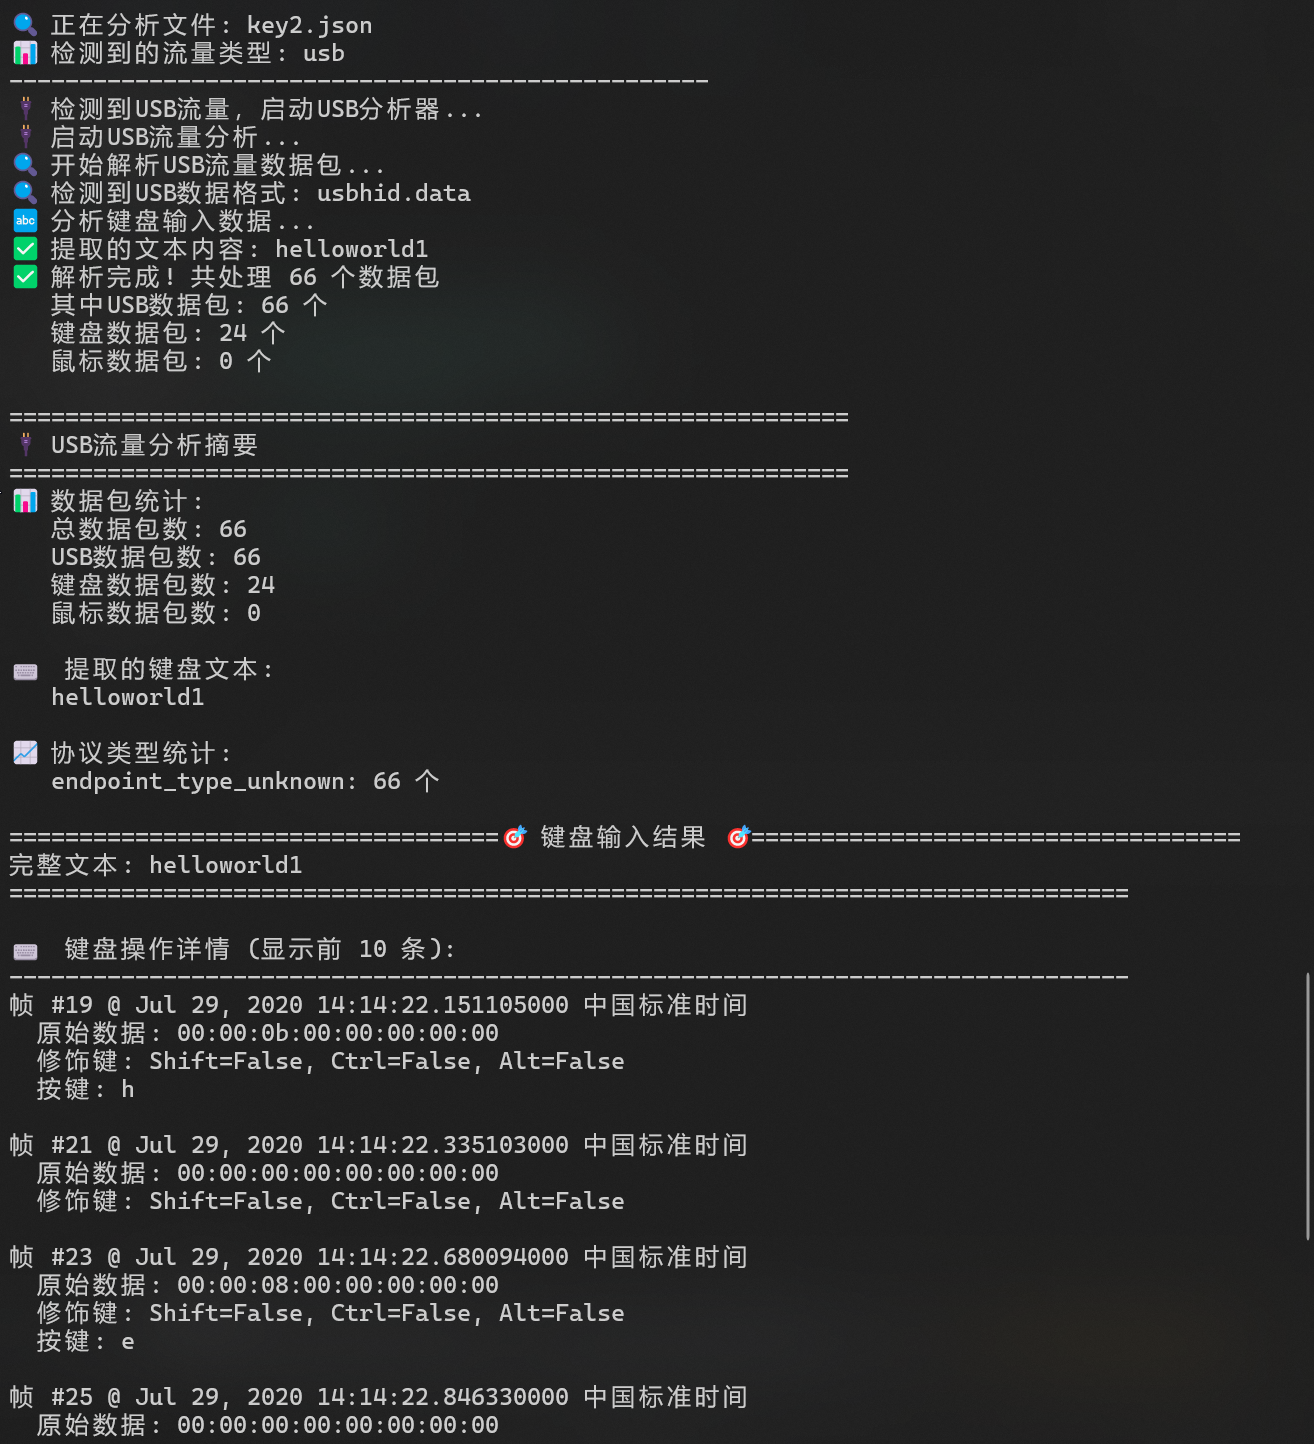 正在分析文件: key2.json
检测到的流量类型: usb
--------------------------------------------------
检测到USB流量, 启动USB分析器...
启动USB流量分析...
开始解析USB流量数据包...
检测到USB数据格式: usbhid.data
abc 分析键盘输入数据...
提取的文本内容: helloworld1
解析完成! 共处理 66 个数据包
其中USB数据包: 66 个
键盘数据包: 24 个
鼠标数据包: 0 个
============================================================
USB流量分析摘要
============================================================
数据包统计:
总数据包数: 66
USB数据包数: 66
键盘数据包数: 24
鼠标数据包数: 0
提取的键盘文本:
helloworld1
协议类型统计:
endpoint_type_unknown: 66 个
===================================🎯 键盘输入结果 🎯===================================
完整文本: helloworld1
================================================================================
键盘操作详情 (显示前 10 条):
--------------------------------------------------------------------------------
帧 #19 @ Jul 29, 2020 14:14:22.151105000 中国标准时间
原始数据: 00:00:0b:00:00:00:00:00
修饰键: Shift=False, Ctrl=False, Alt=False
按键: h
帧 #21 @ Jul 29, 2020 14:14:22.335103000 中国标准时间
原始数据: 00:00:00:00:00:00:00:00
修饰键: Shift=False, Ctrl=False, Alt=False
帧 #23 @ Jul 29, 2020 14:14:22.680094000 中国标准时间
原始数据: 00:00:08:00:00:00:00:00
修饰键: Shift=False, Ctrl=False, Alt=False
按键: e
帧 #25 @ Jul 29, 2020 14:14:22.846330000 中国标准时间
原始数据: 00:00:00:00:00:00:00:00